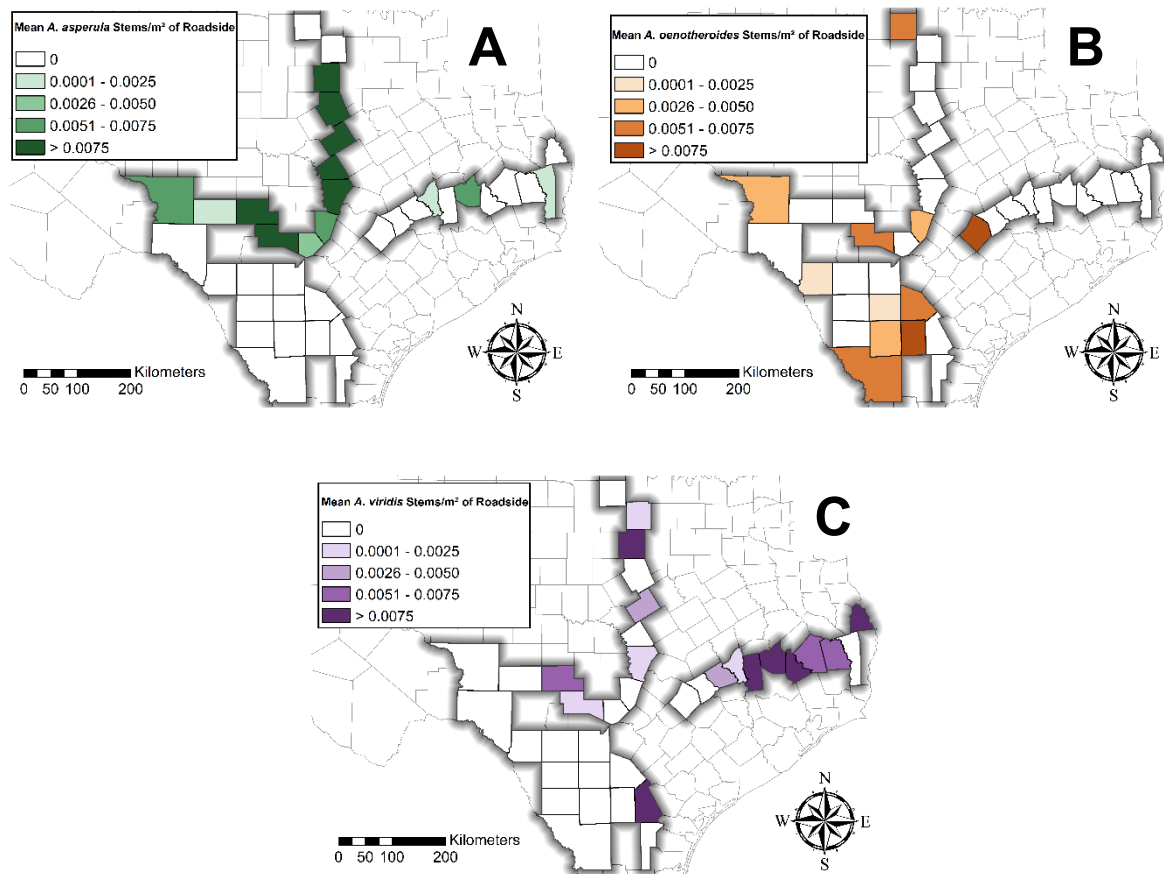 Mean A. asperula Stems/m² of Roadside
0
0.0001 - 0.0025
0.0026 - 0.0050
0.0051 - 0.0075
> 0.0075
A
N
W E
S
Kilometers
0 50 100 200
Mean A. oenotheroides Stems/m² of Roadside
0
0.0001 - 0.0025
0.0026 - 0.0050
0.0051 - 0.0075
> 0.0075
B
N
W E
S
Kilometers
0 50 100 200
Mean A. viridis Stems/m² of Roadside
0
0.0001 - 0.0025
0.0026 - 0.0050
0.0051 - 0.0075
> 0.0075
C
N
W E
S
Kilometers
0 50 100 200